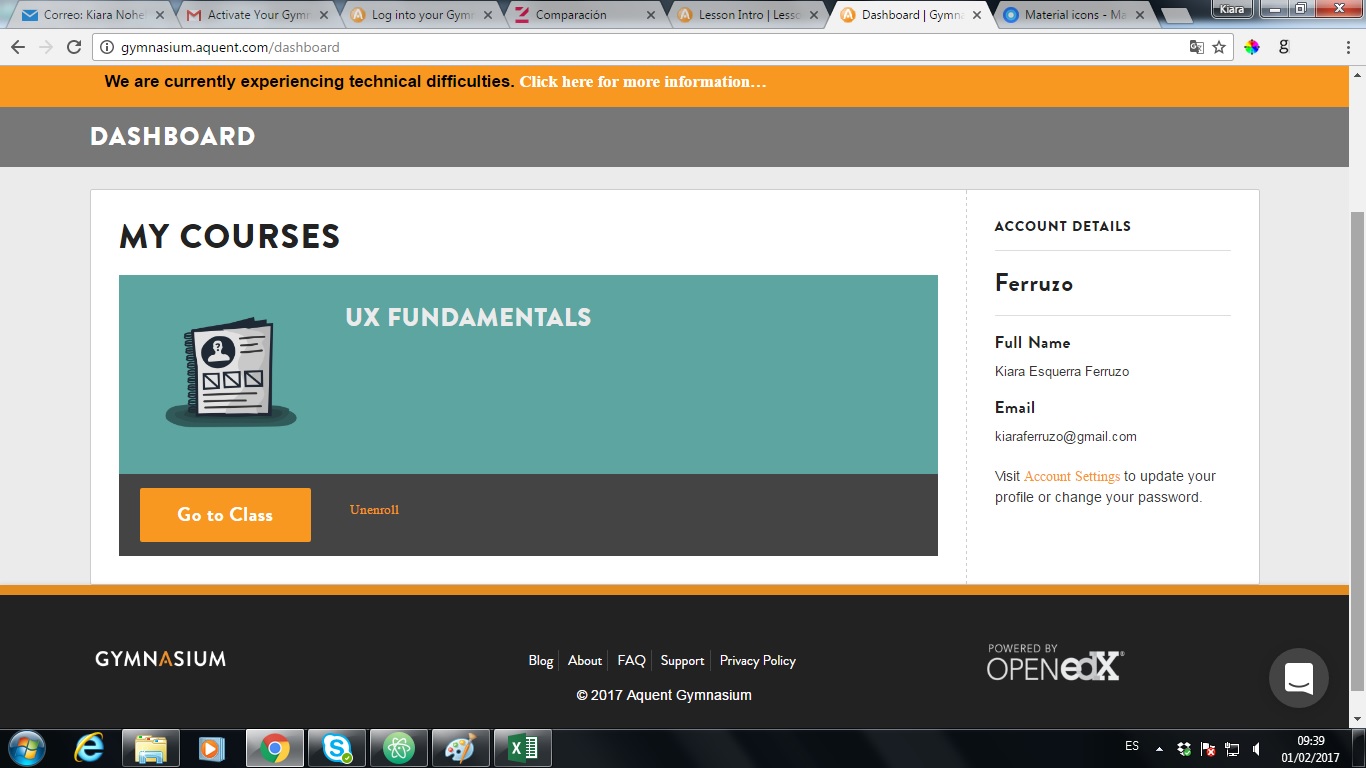 Correo: Kiara Nohe
Activate Your Gymn
Log into your Gymn
Comparación
Lesson Intro | Lesso
Dashboard | Gymna
Material icons - Ma
Kiara
gymnasium.aquent.com/dashboard
We are currently experiencing technical difficulties. Click here for more information...
DASHBOARD
MY COURSES
UX FUNDAMENTALS
Go to Class
Unenroll
ACCOUNT DETAILS
Ferruzo
Full Name
Kiara Esquerra Ferruzo
Email
kiaraferruzo@gmail.com
Visit Account Settings to update your
profile or change your password.
GYMNASIUM
Blog About FAQ Support Privacy Policy
© 2017 Aquent Gymnasium
POWERED BY
OPEN edX®
ES
09:39
01/02/2017